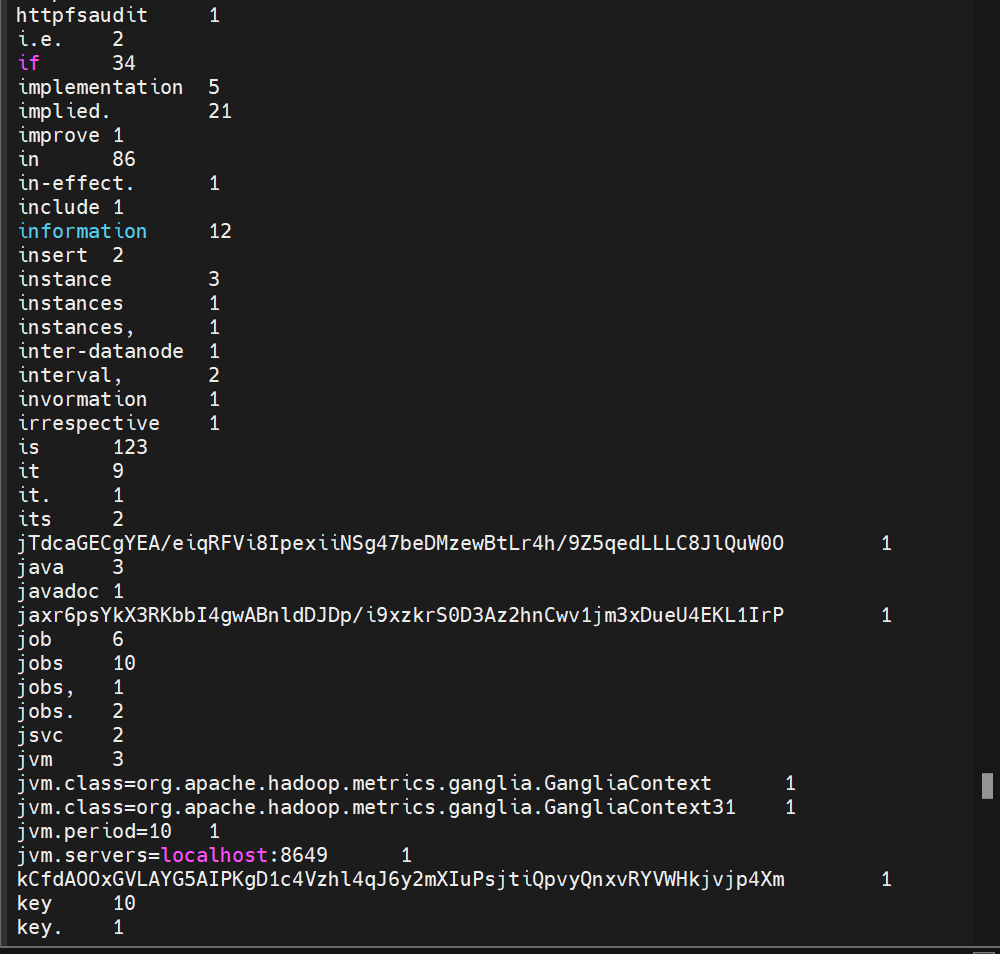 httpfsaudit 1
i.e. 2
if 34
implementation 5
implied. 21
improve 1
in 86
in-effect. 1
include 1
information 12
insert 2
instance 3
instances 1
instances, 1
inter-datanode 1
interval, 2
invormation 1
irrespective 1
is 123
it 9
it. 1
its 2
jTdcaGECgYEA/eiqRFVi8IpexiiNSg47beDMzewBtLr4h/9Z5qedLLLC8JlQuW0O 1
java 3
javadoc 1
jaxr6psYkX3RKbbI4gwABnldDJDp/i9xzkrS0D3Az2hnCwv1jm3xDueU4EKL1IrP 1
job 6
jobs 10
jobs, 1
jobs. 2
jsvc 2
jvm 3
jvm.class=org.apache.hadoop.metrics.ganglia.GangliaContext 1
jvm.class=org.apache.hadoop.metrics.ganglia.GangliaContext31 1
jvm.period=10 1
jvm.servers=localhost:8649 1
kCfdAOOxGVLAYG5AIPKgD1c4Vzhl4qJ6y2mXIuPsjtiQpvyQnxvRYVWHkjvjp4Xm 1
key 10
key. 1